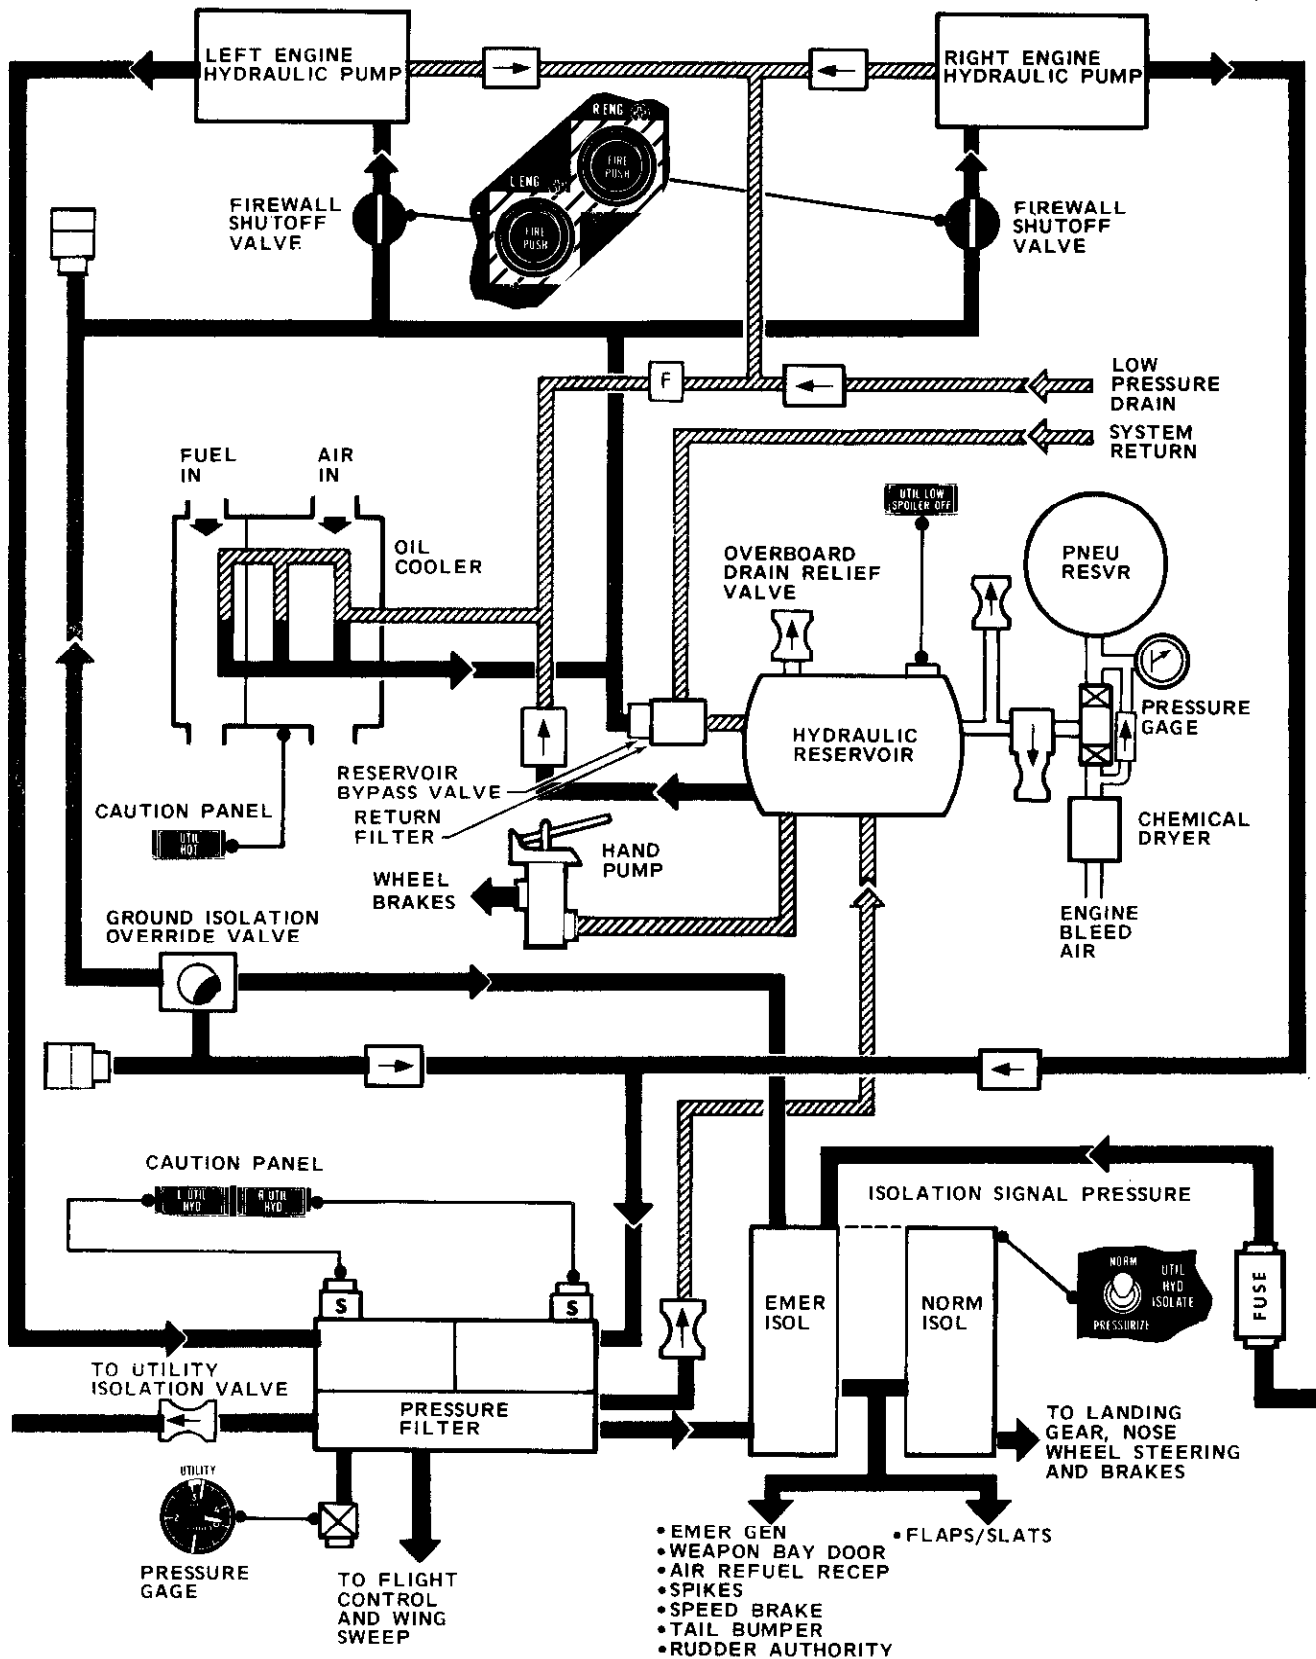 LEFT ENGINE
HYDRAULIC PUMP
RIGHT ENGINE
HYDRAULIC PUMP
R ENG
FIRE
PUSH
L ENG
FIRE
PUSH
FIREWALL
SHUTOFF
VALVE
FIREWALL
SHUTOFF
VALVE
F
LOW
PRESSURE
DRAIN
SYSTEM
RETURN
FUEL
IN
AIR
IN
OIL
COOLER
UTIL LOW
SPOILER OFF
OVERBOARD
DRAIN RELIEF
VALVE
PNEU
RESVR
PRESSURE
GAGE
HYDRAULIC
RESERVOIR
RESERVOIR
BYPASS VALVE
RETURN
FILTER
CAUTION PANEL
UTIL
HOT
HAND
PUMP
CHEMICAL
DRYER
WHEEL
BRAKES
ENGINE
BLEED
AIR
GROUND ISOLATION
OVERRIDE VALVE
CAUTION PANEL
L UTIL
HYD
R UTIL
HYD
ISOLATION SIGNAL PRESSURE
S
S
EMER
ISOL
NORM
ISOL
NORM
UTIL
HYD
ISOLATE
PRESSURIZE
FUSE
TO UTILITY
ISOLATION VALVE
PRESSURE
FILTER
TO LANDING
GEAR, NOSE
WHEEL STEERING
AND BRAKES
UTILITY
PRESSURE
GAGE
TO FLIGHT
CONTROL
AND WING
SWEEP
• EMER GEN
• WEAPON BAY DOOR
• AIR REFUEL RECEP
• SPIKES
• SPEED BRAKE
• TAIL BUMPER
• RUDDER AUTHORITY
• FLAPS/SLATS